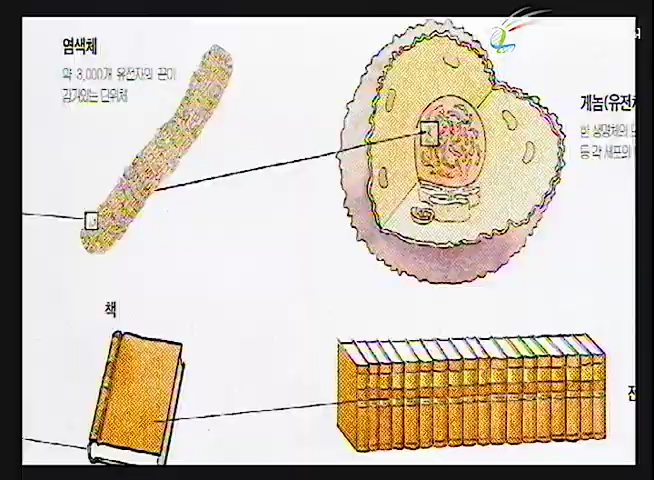 염색체
약 3,000개 유전자의 끈이
감겨있는 단위체
게놈(유전체
한 생명체의
등 각 세포의
책